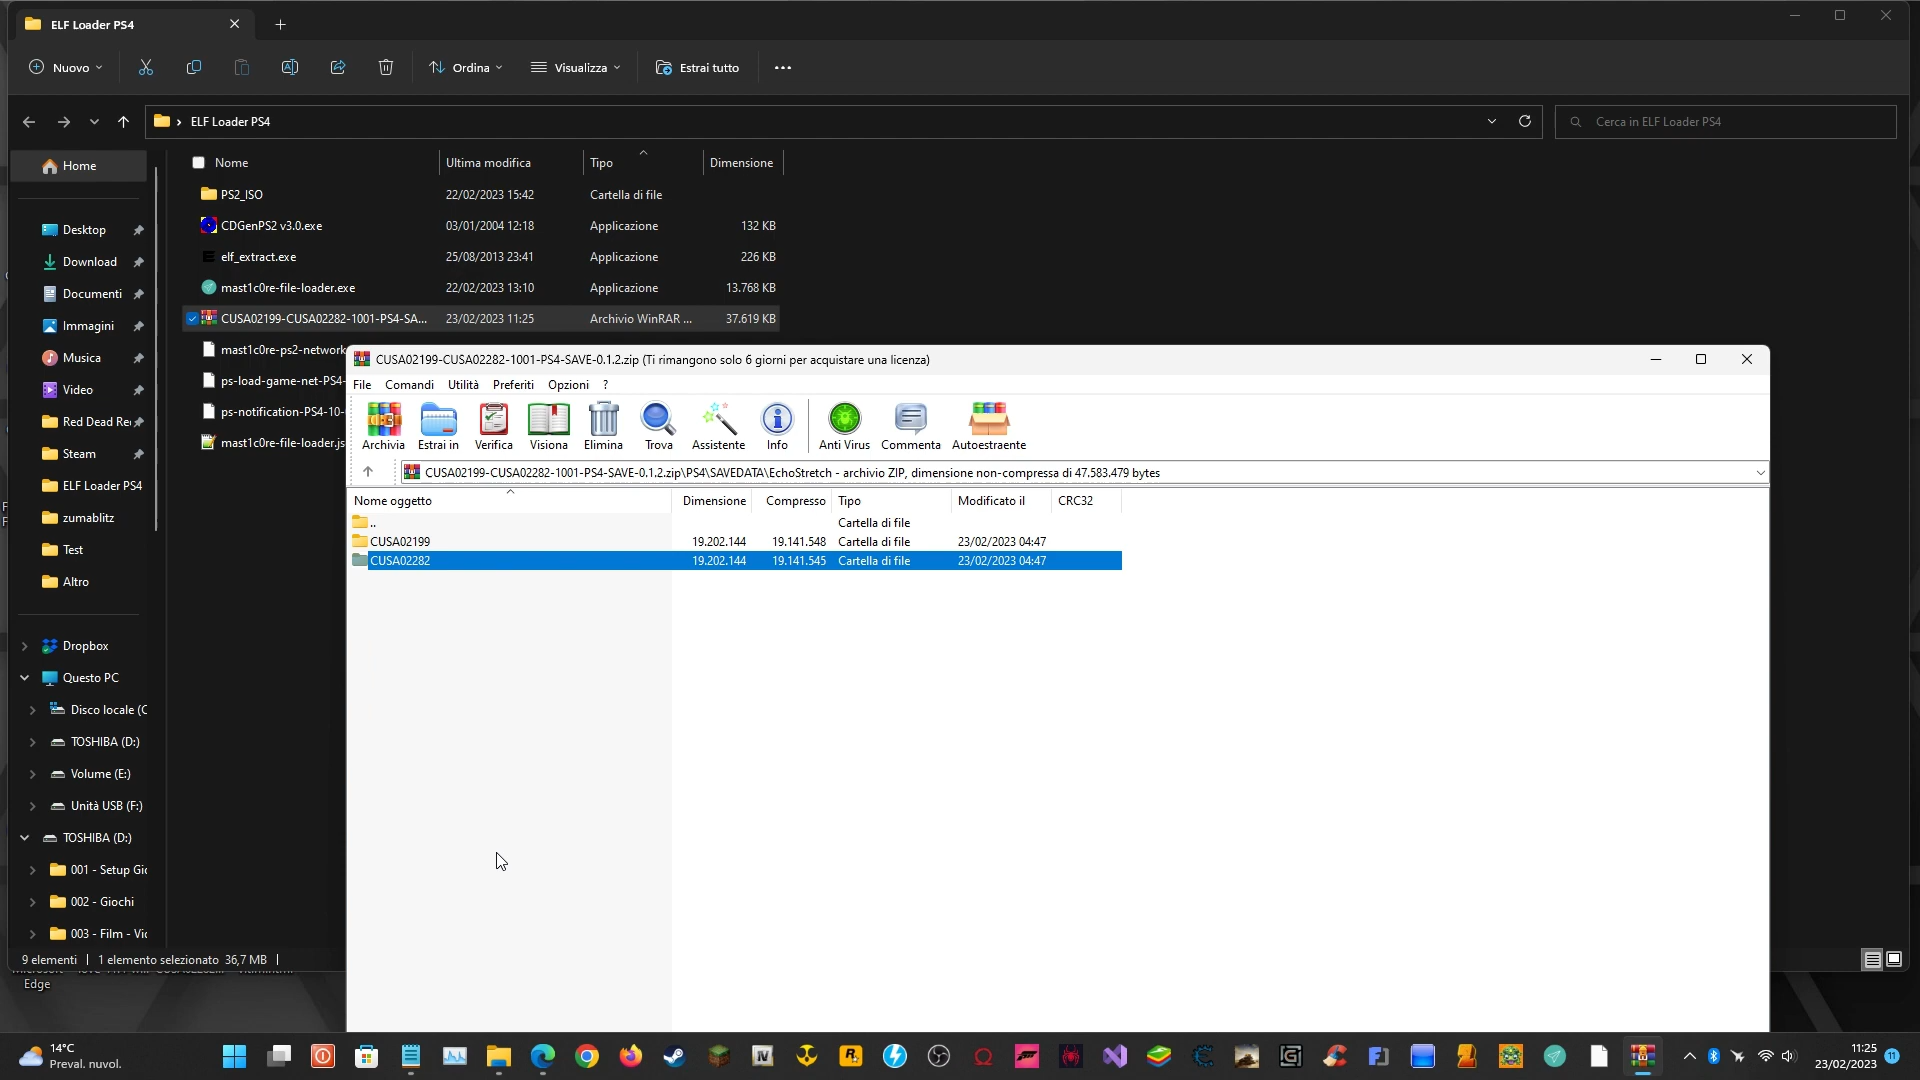 ELF Loader PS4
Nuovo
Ordina
Visualizza
Estrai tutto
ELF Loader PS4
Cerca in ELF Loader PS4
Home
Desktop
Download
Documenti
Immagini
Musica
Video
Red Dead Re
Steam
ELF Loader PS4
zumablitz
Test
Altro
Dropbox
Questo PC
Disco locale (C
TOSHIBA (D:)
Volume (E:)
Unità USB (F:)
TOSHIBA (D:)
001 - Setup Gio
002 - Giochi
003 - Film - Vic
Nome Ultima modifica Tipo Dimensione
PS2_ISO 22/02/2023 15:42 Cartella di file
CDGenPS2 v3.0.exe 03/01/2004 12:18 Applicazione 132 KB
elf_extract.exe 25/08/2013 23:41 Applicazione 226 KB
mast1c0re-file-loader.exe 22/02/2023 13:10 Applicazione 13.768 KB
CUSA02199-CUSA02282-1001-PS4-SA... 23/02/2023 11:25 Archivio WinRAR ... 37.619 KB
mast1c0re-ps2-network
ps-load-game-net-PS4-
ps-notification-PS4-10-
mast1c0re-file-loader.js
CUSA02199-CUSA02282-1001-PS4-SAVE-0.1.2.zip (Ti rimangono solo 6 giorni per acquistare una licenza)
File Comandi Utilità Preferiti Opzioni ?
Archivia Estrai in Verifica Visiona Elimina Trova Assistente Info Anti Virus Commenta Autoestraente
CUSA02199-CUSA02282-1001-PS4-SAVE-0.1.2.zip\PS4\SAVEDATA\EchoStretch - archivio ZIP, dimensione non-compressa di 47.583.479 bytes
Nome oggetto Dimensione Compresso Tipo Modificato il CRC32
.. Cartella di file
CUSA02199 19.202.144 19.141.548 Cartella di file 23/02/2023 04:47
CUSA02282 19.202.144 19.141.545 Cartella di file 23/02/2023 04:47
9 elementi 1 elemento selezionato 36,7 MB
Edge
14°C
Preval. nuvol.
11:25
23/02/2023
11